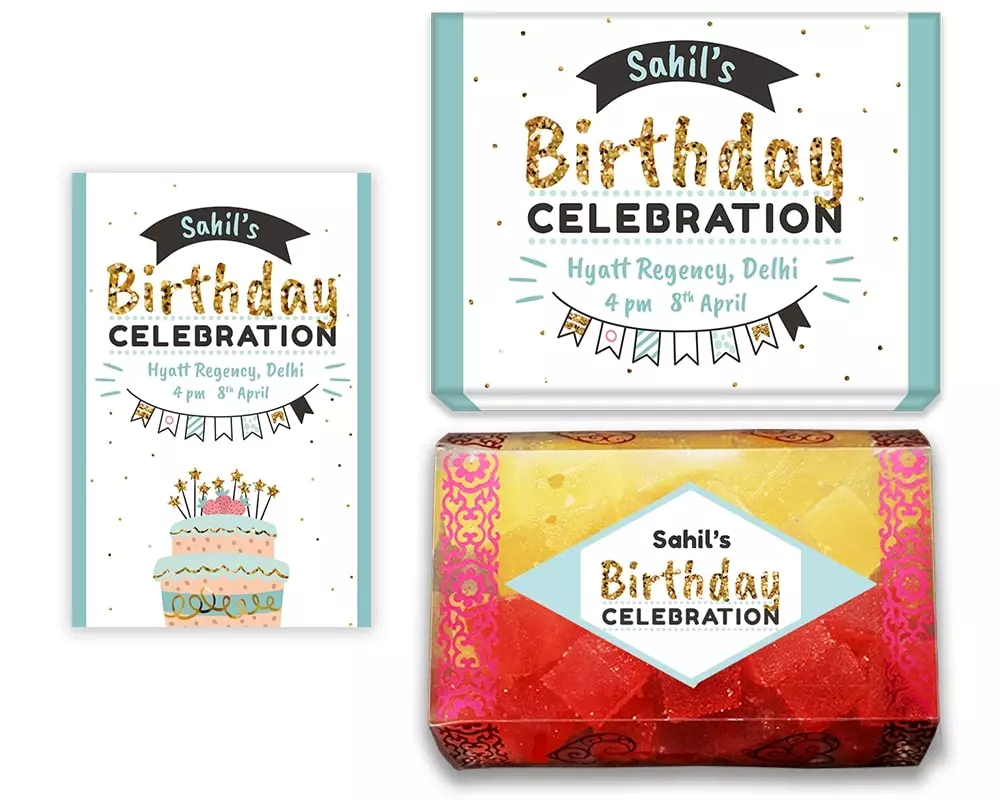 Sahil's
Birthday
CELEBRATION
Hyatt Regency, Delhi
4 pm 8th April
Sahil's
Birthday
CELEBRATION
Hyatt Regency, Delhi
4 pm 8th April
Sahil's
Birthday
CELEBRATION